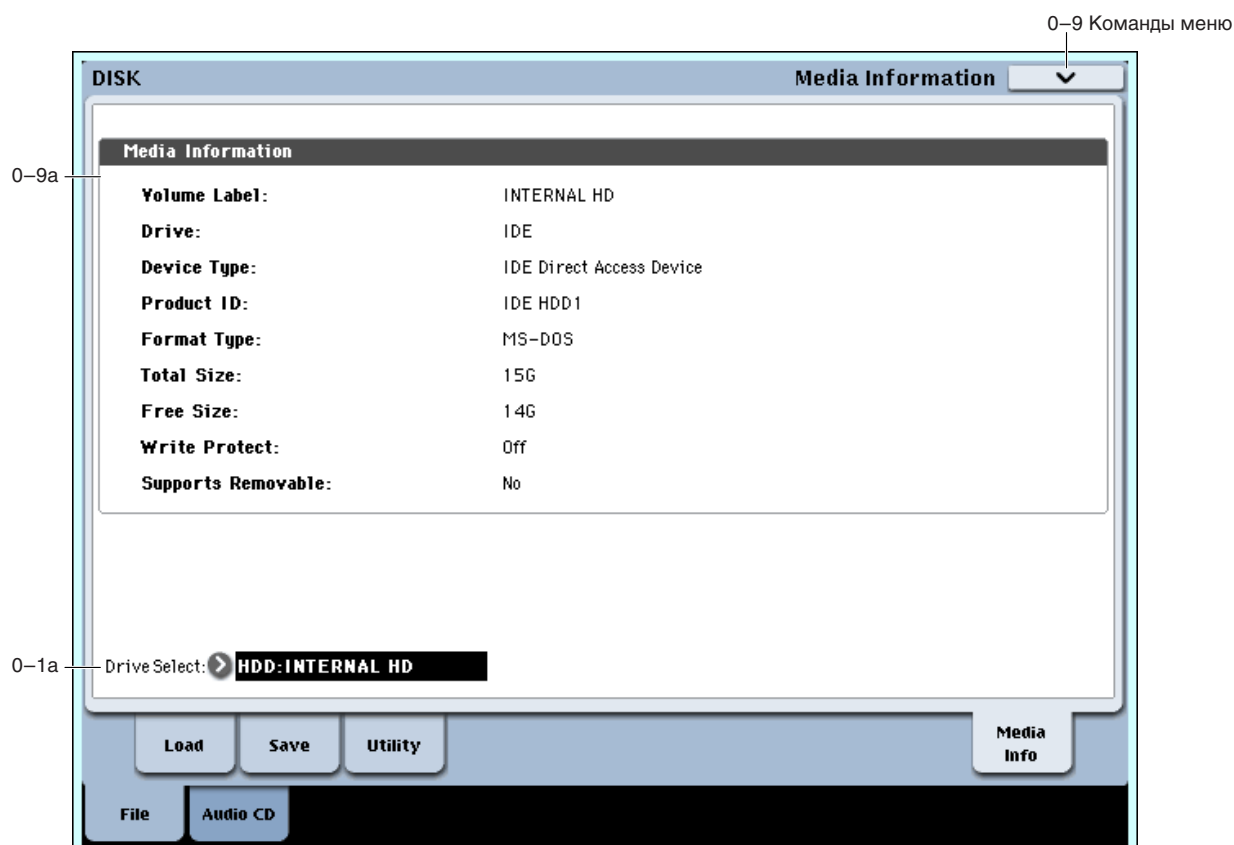 0–9 Команды меню
DISK
Media Information
Media Information
0–9a
Volume Label: INTERNAL HD
Drive: IDE
Device Type: IDE Direct Access Device
Product ID: IDE HDD1
Format Type: MS-DOS
Total Size: 15G
Free Size: 14G
Write Protect: Off
Supports Removable: No
0–1a
Drive Select: HDD:INTERNAL HD
Load Save Utility
Media
Info
File Audio CD